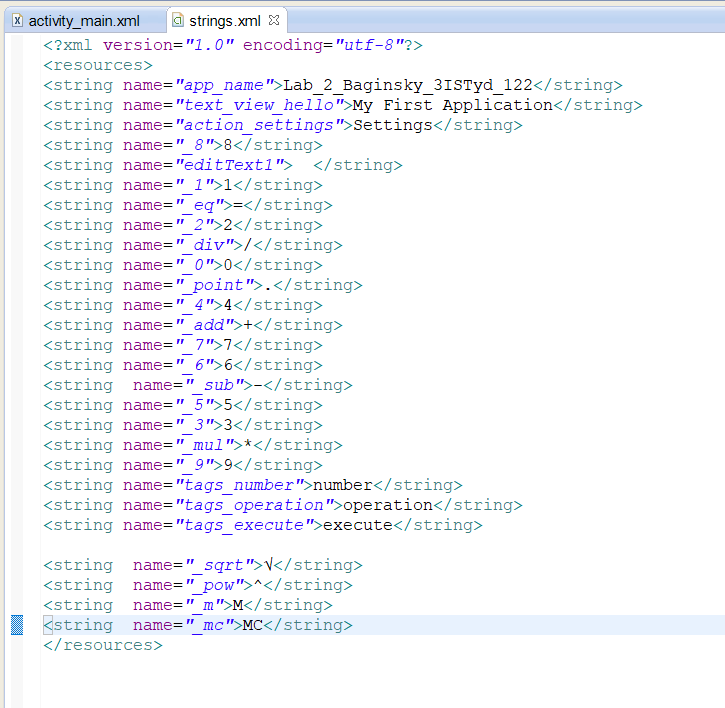 activity_main.xml strings.xml
<?xml version="1.0" encoding="utf-8"?>
<resources>
<string name="app_name">Lab_2_Baginsky_3ISTyd_122</string>
<string name="text_view_hello">My First Application</string>
<string name="action_settings">Settings</string>
<string name="_8">8</string>
<string name="editText1">  </string>
<string name="_1">1</string>
<string name="_eq">=</string>
<string name="_2">2</string>
<string name="_div">/</string>
<string name="_0">0</string>
<string name="_point">.</string>
<string name="_4">4</string>
<string name="_add">+</string>
<string name="_7">7</string>
<string name="_6">6</string>
<string  name="_sub">-</string>
<string name="_5">5</string>
<string name="_3">3</string>
<string name="_mul">*</string>
<string name="_9">9</string>
<string name="tags_number">number</string>
<string name="tags_operation">operation</string>
<string name="tags_execute">execute</string>
<string  name="_sqrt">√</string>
<string  name="_pow">^</string>
<string  name="_m">M</string>
<string  name="_mc">MC</string>
</resources>